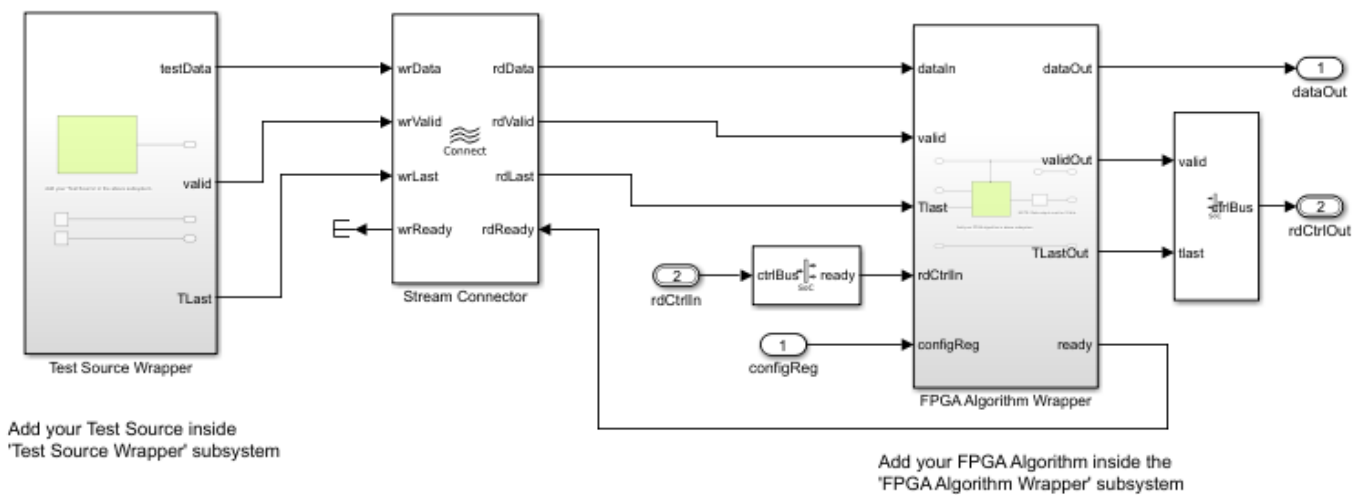 testData
valid
TLast
Test Source Wrapper
wrData
rdData
wrValid
rdValid
Connect
wrLast
rdLast
wrReady
rdReady
Stream Connector
2
rdCtrlIn
ctrlBus
ready
SoC
1
configReg
dataIn
dataOut
valid
validOut
Tlast
TLastOut
rdCtrlIn
configReg
ready
FPGA Algorithm Wrapper
valid
ctrlBus
SoC
tlast
1
dataOut
2
rdCtrlOut
Add your Test Source inside
'Test Source Wrapper' subsystem
Add your FPGA Algorithm inside the
'FPGA Algorithm Wrapper' subsystem